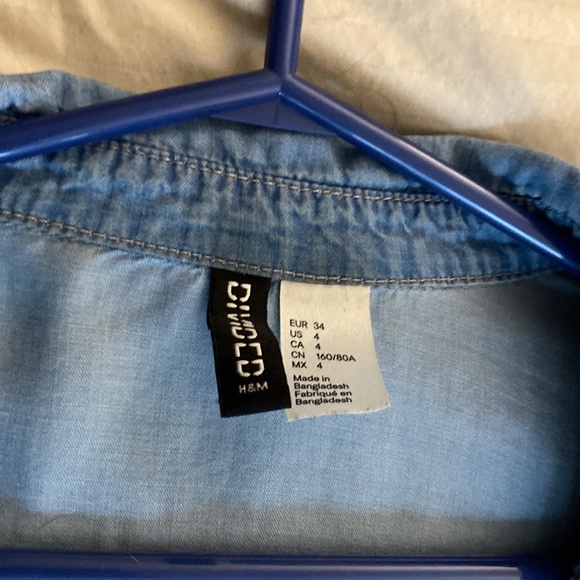 DIVIDED
H&M
EUR 34
US 4
CA 4
CN 160/80A
MX 4
Made in
Bangladesh
Fabriqué en
Bangladesh